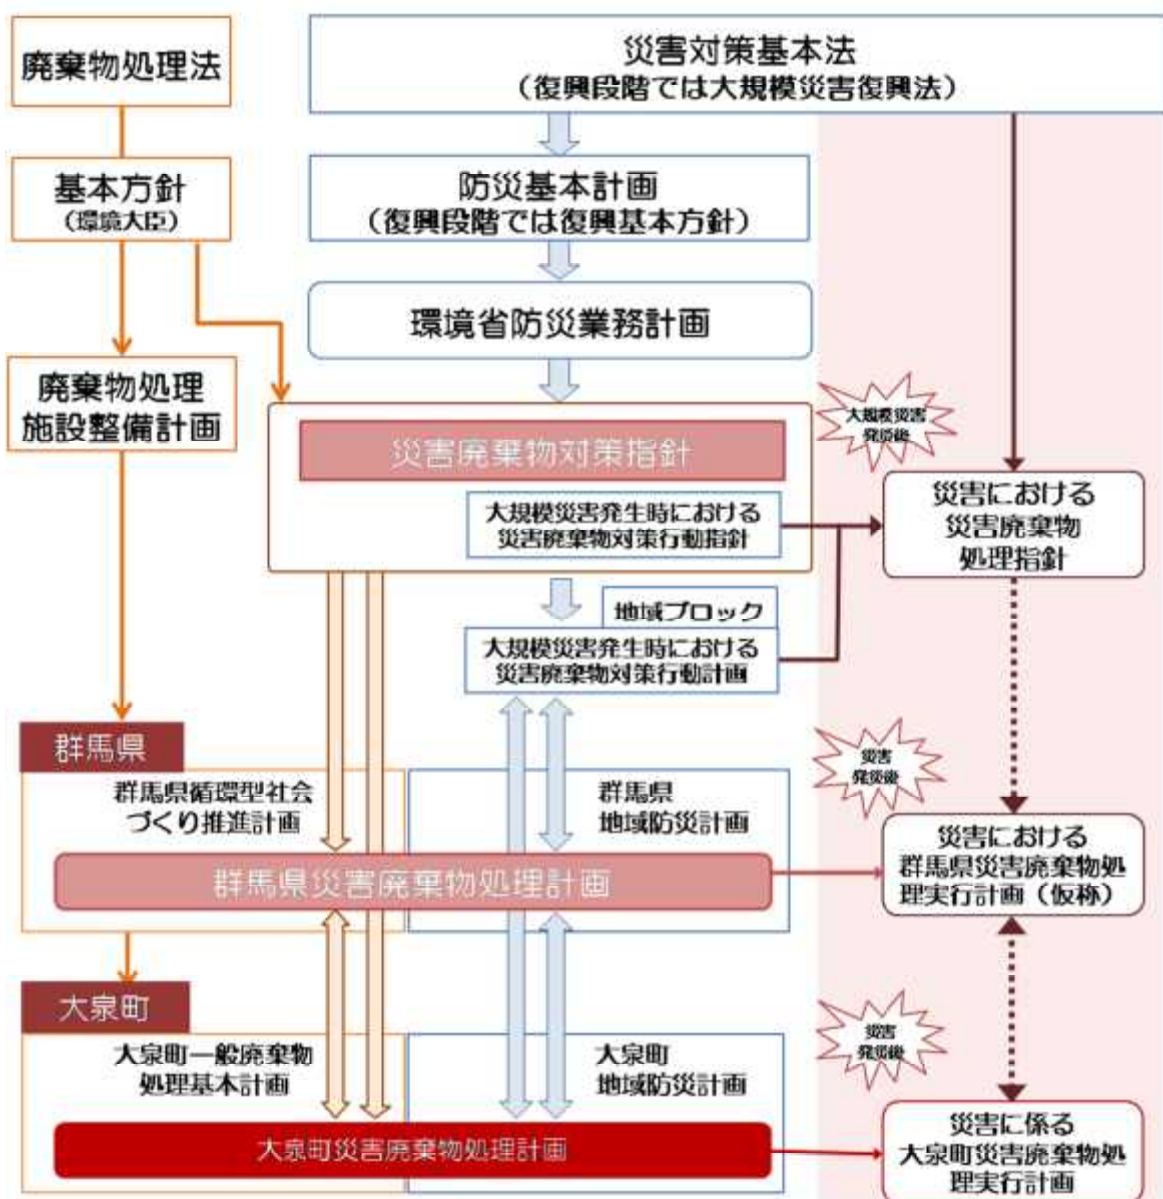 廃棄物処理法
災害対策基本法
（復興段階では大規模災害復興法）
基本方針
（環境大臣）
防災基本計画
（復興段階では復興基本方針）
環境省防災業務計画
廃棄物処理
施設整備計画
大規模災害
発災後
災害廃棄物対策指針
大規模災害発生時における
災害廃棄物対策行動指針
災害における
災害廃棄物
処理指針
地域ブロック
大規模災害発生時における
災害廃棄物対策行動計画
群馬県
群馬県循環型社会
づくり推進計画
群馬県
地域防災計画
災害
発災後
群馬県災害廃棄物処理計画
災害における
群馬県災害廃棄物処
理実行計画（仮称）
大泉町
大泉町一般廃棄物
処理基本計画
大泉町
地域防災計画
災害
発災後
大泉町災害廃棄物処理計画
災害に係る
大泉町災害廃棄物処
理実行計画